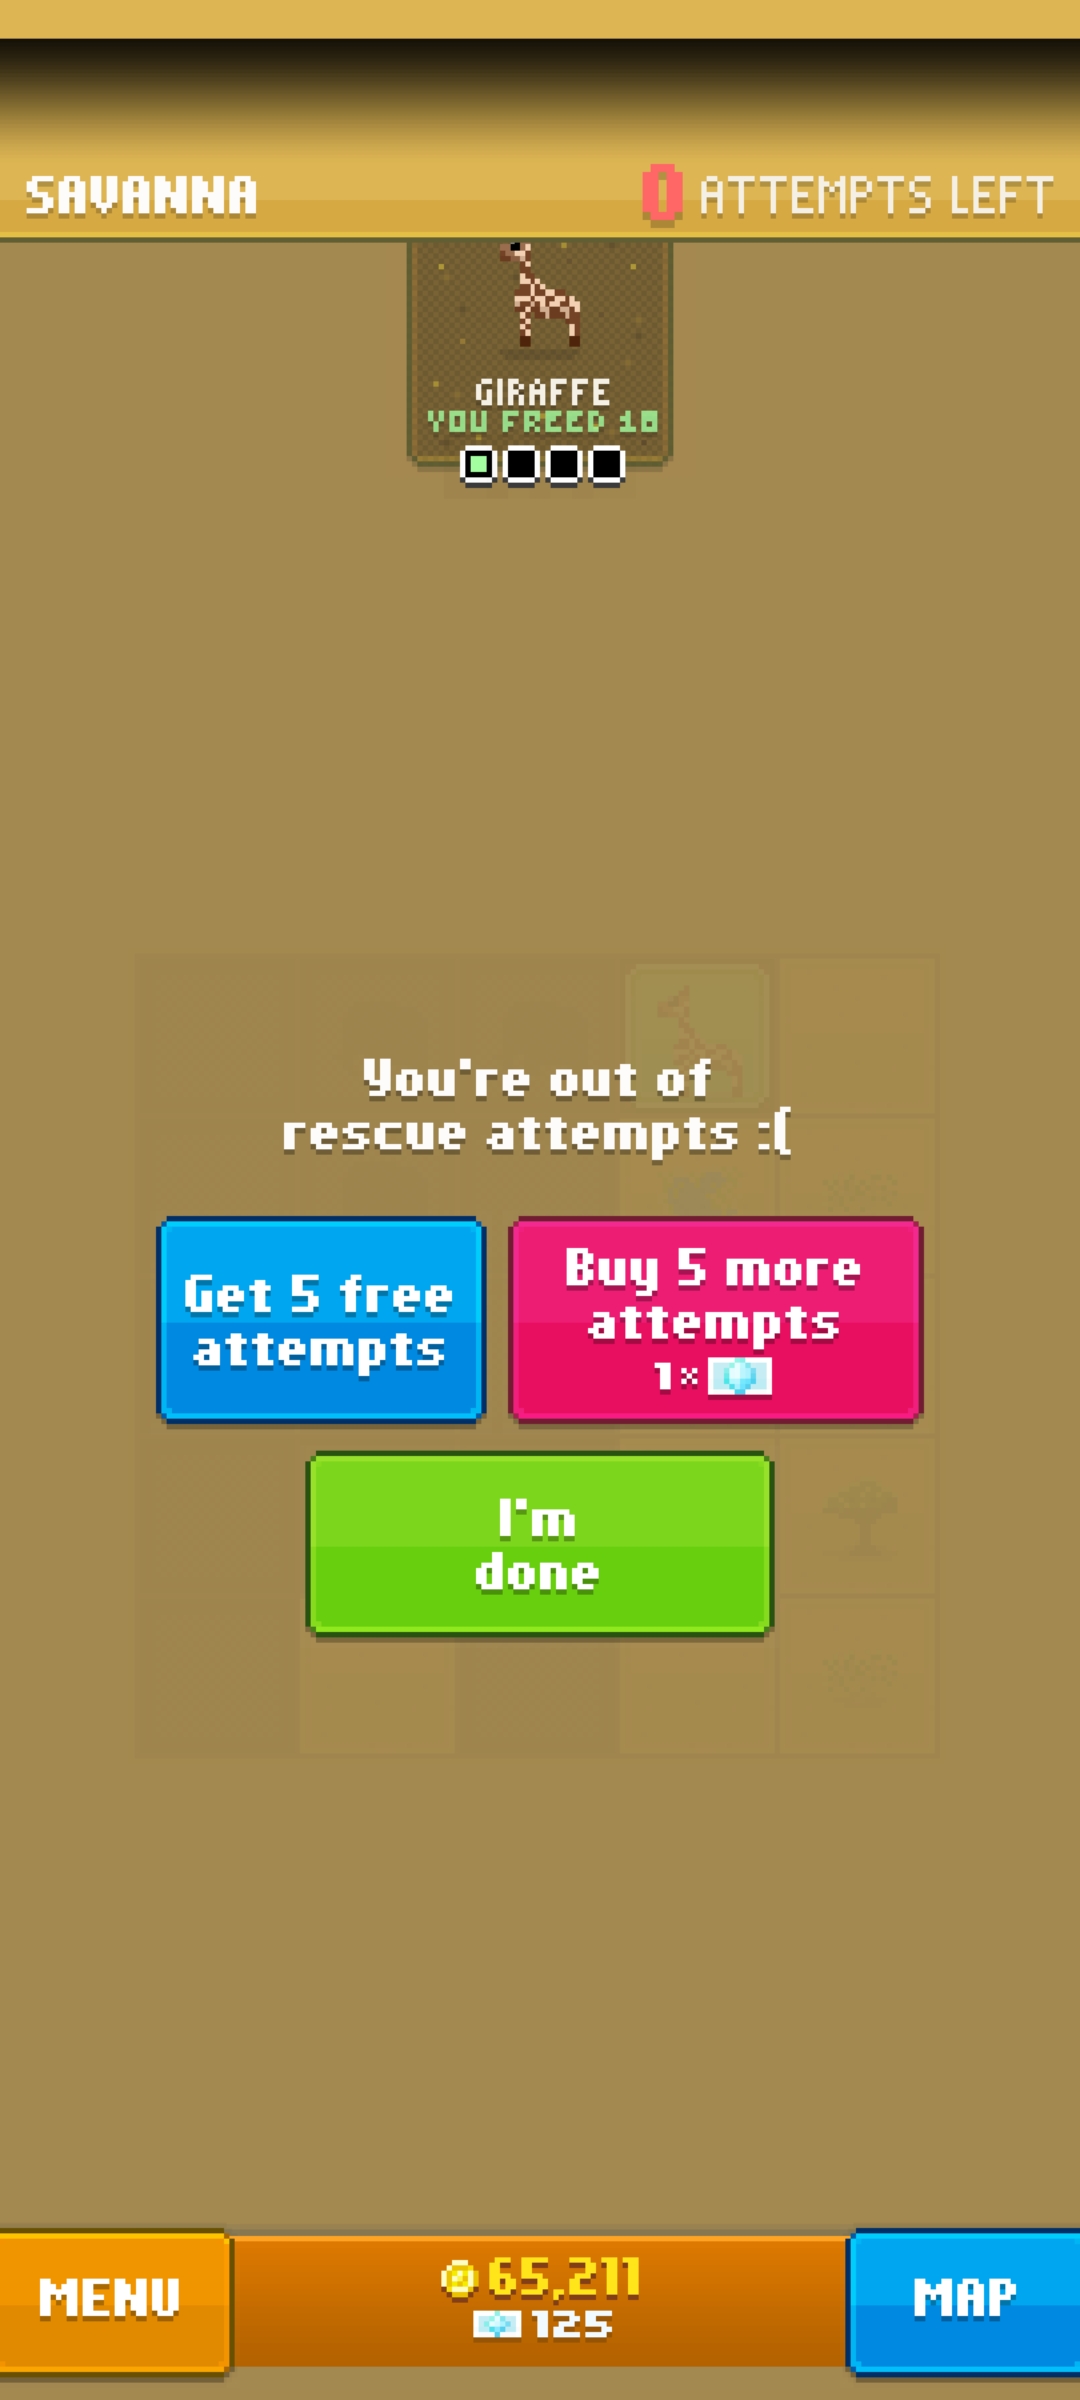 SAVANNA
0 ATTEMPTS LEFT
GIRAFFE
YOU FREED 10
You're out of
rescue attempts :(
Get 5 free
attempts
Buy 5 more
attempts
1×
I'm
done
MENU
65,211
125
MAP